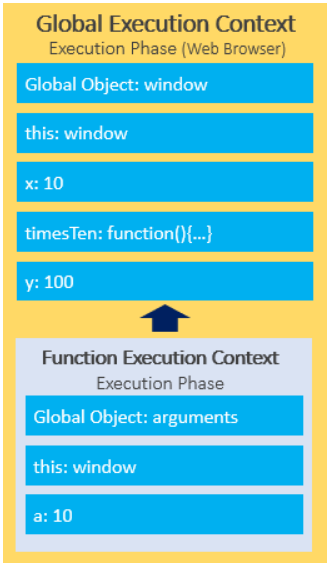 Global Execution Context
Execution Phase (Web Browser)
Global Object: window
this: window
x: 10
timesTen: function(){...}
y: 100
Function Execution Context
Execution Phase
Global Object: arguments
this: window
a: 10